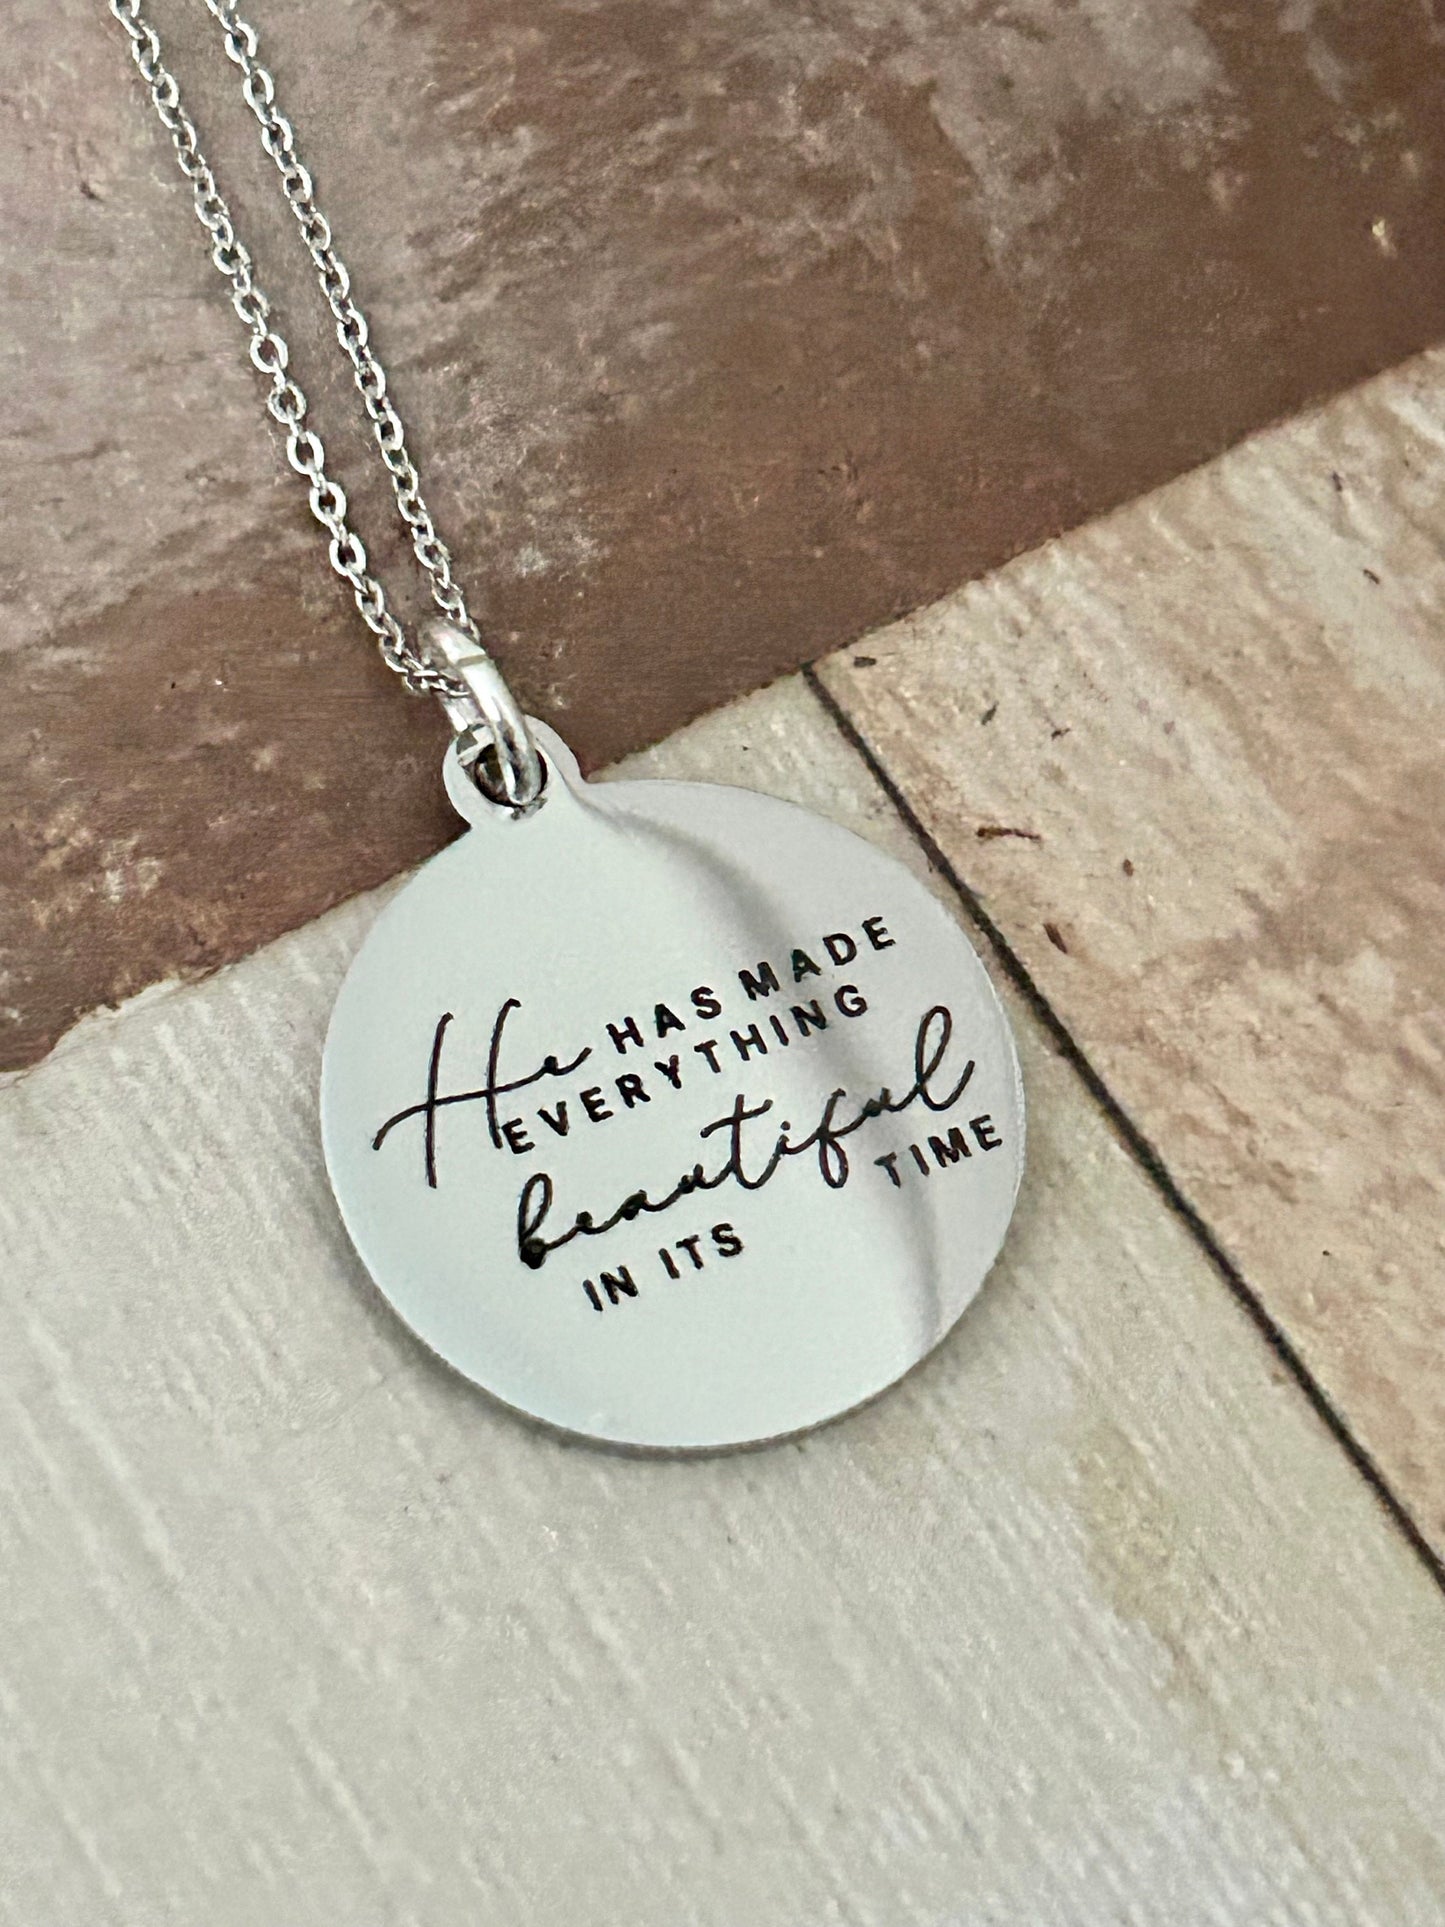 He HAS MADE
EVERYTHING
beautiful
IN ITS TIME